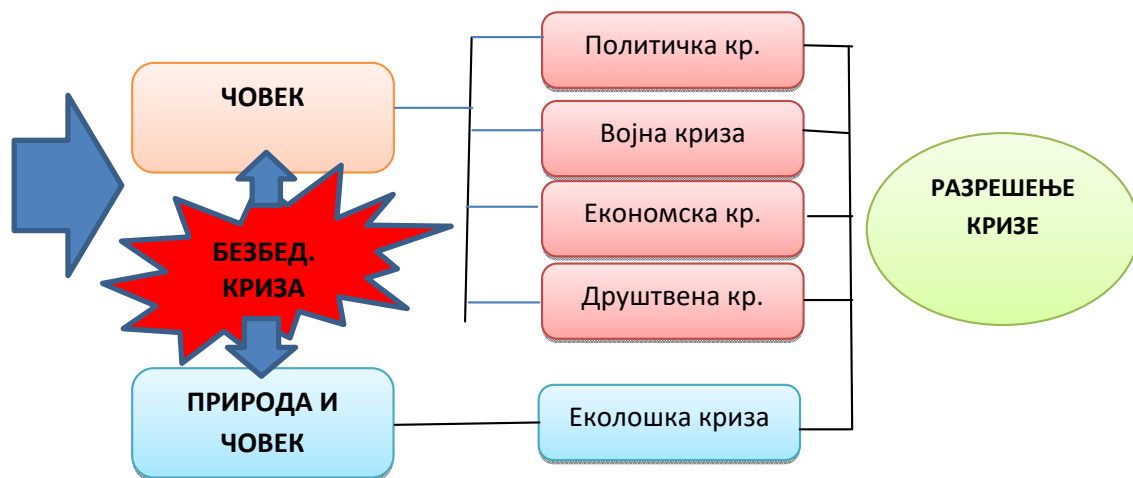 ЧОВЕК
БЕЗБЕД.
КРИЗА
ПРИРОДА И
ЧОВЕК
Политичка кр.
Војна криза
Економска кр.
Друштвена кр.
Еколошка криза
РАЗРЕШЕЊЕ
КРИЗЕ